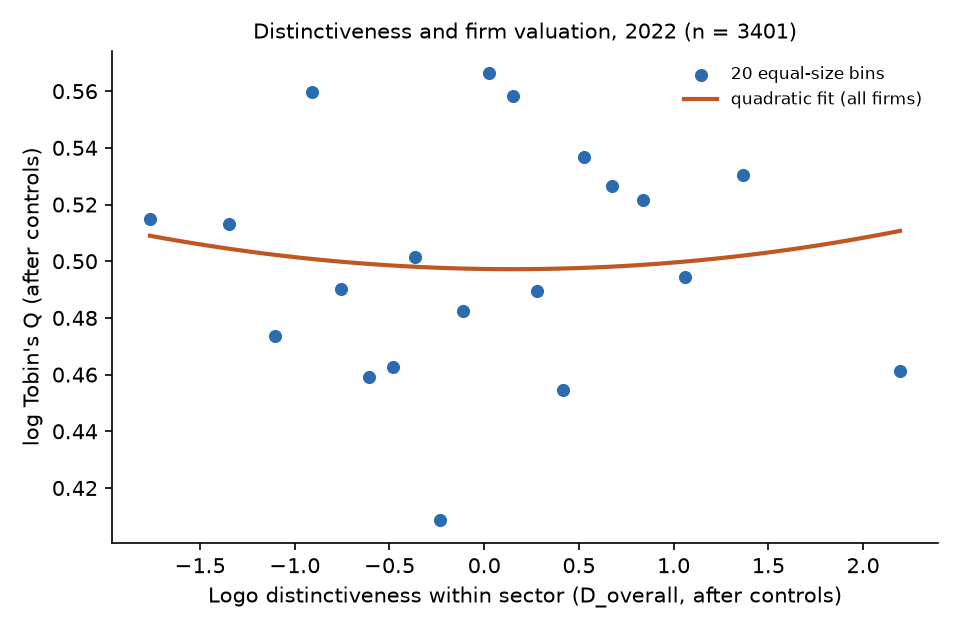 Distinctiveness and firm valuation, 2022 (n = 3401)
20 equal-size bins
quadratic fit (all firms)
log Tobin's Q (after controls)
0.56
0.54
0.52
0.50
0.48
0.46
0.44
0.42
−1.5 −1.0 −0.5 0.0 0.5 1.0 1.5 2.0
Logo distinctiveness within sector (D_overall, after controls)